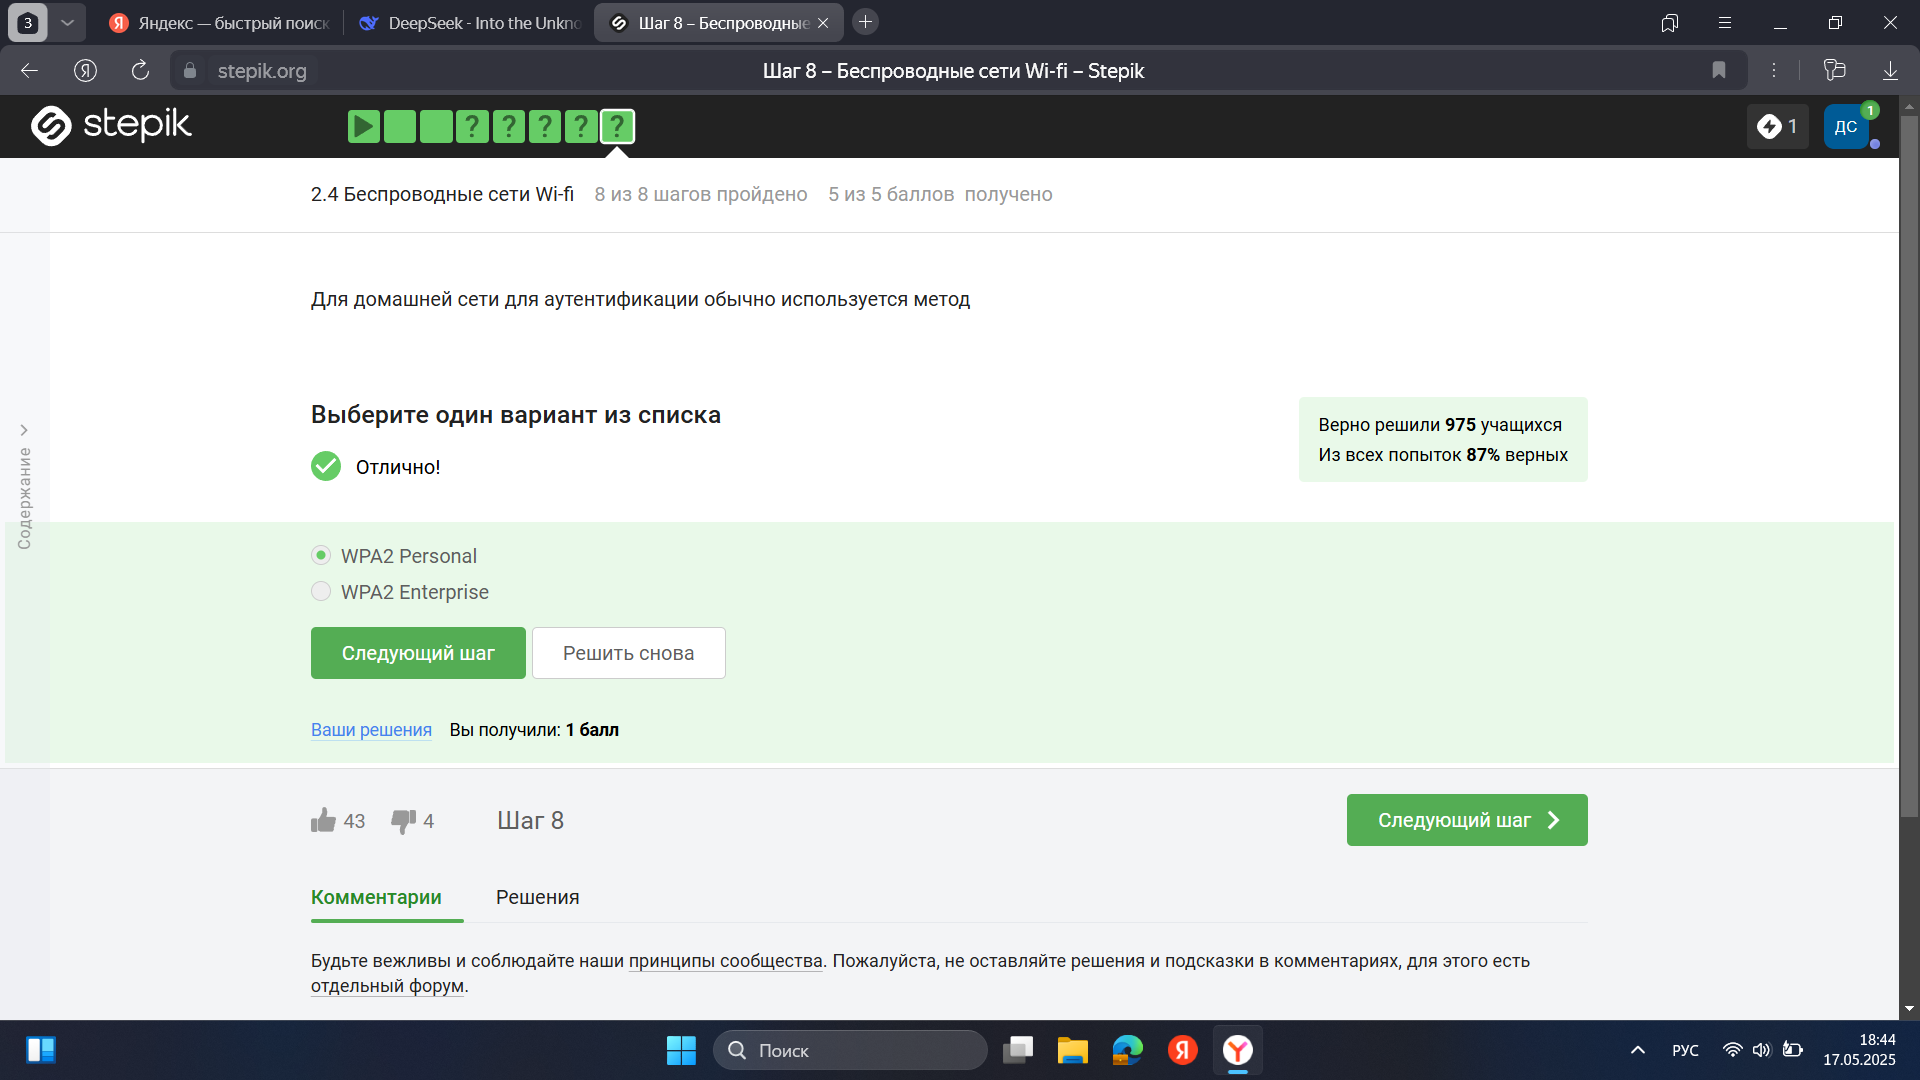 3
Яндекс — быстрый поиск
DeepSeek - Into the Unkno
Шаг 8 – Беспроводные
stepik.org
Шаг 8 – Беспроводные сети Wi-fi – Stepik
stepik
? ? ? ? ?
1
ДС
1
2.4 Беспроводные сети Wi-fi 8 из 8 шагов пройдено 5 из 5 баллов получено
Содержание
Для домашней сети для аутентификации обычно используется метод
Выберите один вариант из списка
Отлично!
Верно решили 975 учащихся
Из всех попыток 87% верных
WPA2 Personal
WPA2 Enterprise
Следующий шаг
Решить снова
Ваши решения Вы получили: 1 балл
43
4
Шаг 8
Следующий шаг
Комментарии
Решения
Будьте вежливы и соблюдайте наши принципы сообщества. Пожалуйста, не оставляйте решения и подсказки в комментариях, для этого есть
отдельный форум.
Поиск
РУС
18:44
17.05.2025